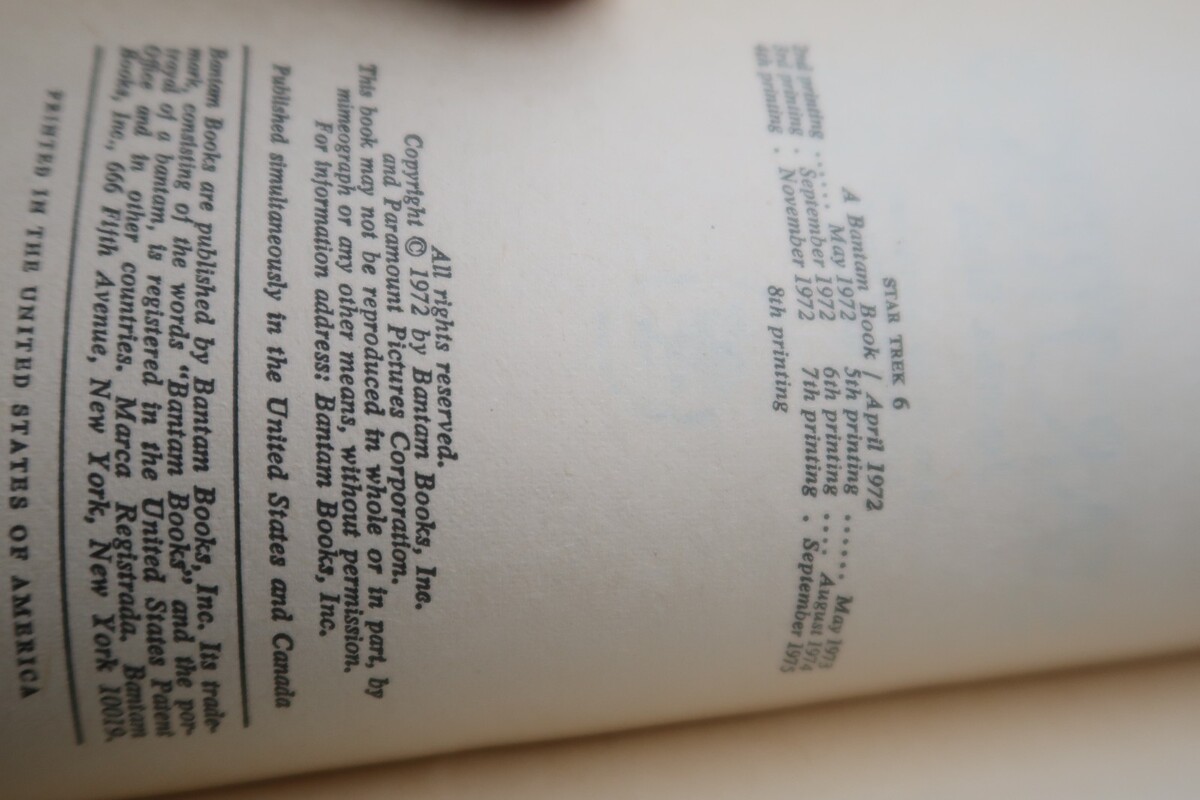 STAR TREK 6
A Bantam Book / April 1972
2nd printing ...... May 1972 5th printing ...... May 1973
3rd printing . September 1972 6th printing .... August 1974
4th printing . November 1972 7th printing . September 1975
8th printing
All rights reserved.
Copyright © 1972 by Bantam Books, Inc.
and Paramount Pictures Corporation.
This book may not be reproduced in whole or in part, by
mimeograph or any other means, without permission.
For information address: Bantam Books, Inc.
Published simultaneously in the United States and Canada
Bantam Books are published by Bantam Books, Inc. Its trade-
mark, consisting of the words "Bantam Books" and the por-
trayal of a bantam, is registered in the United States Patent
Office and in other countries. Marca Registrada. Bantam
Books, Inc., 666 Fifth Avenue, New York, New York 10019.
PRINTED IN THE UNITED STATES OF AMERICA